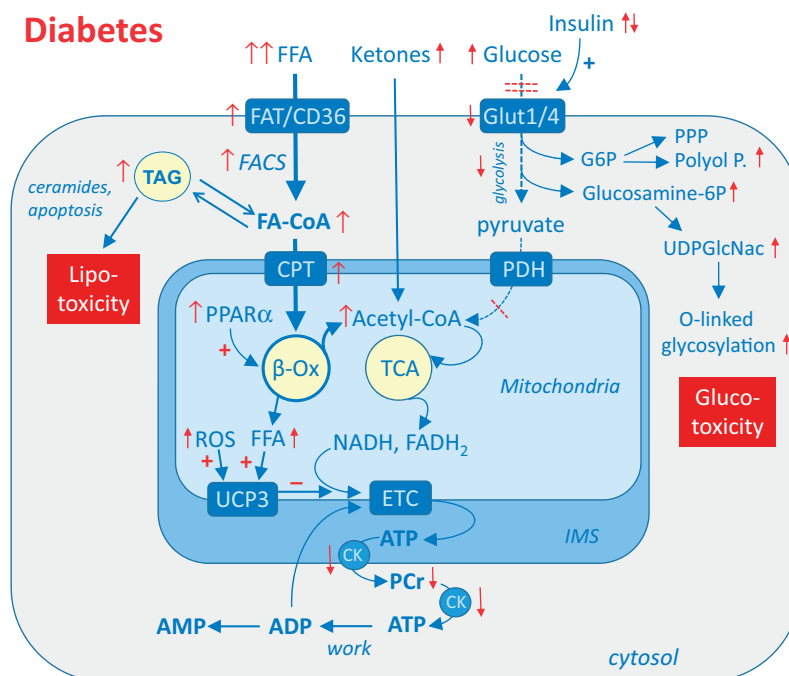 Diabetes
Insulin ↑↓
↑↑ FFA
Ketones ↑
↑ Glucose
+
↑ FAT/CD36
↓ Glut1/4
↑ FACS
↓ glycolysis
PPP
G6P
Polyol P. ↑
↑ TAG
ceramides,
apoptosis
Glucosamine-6P ↑
FA-CoA ↑
pyruvate
UDPGlcNac ↑
Lipo-
toxicity
CPT ↑
PDH
↑ PPARα
↑ Acetyl-CoA
O-linked
glycosylation ↑
+
β-Ox
TCA
Mitochondria
Gluco-
toxicity
↑ ROS
FFA ↑
NADH, FADH₂
+
+
UCP3
–
ETC
ATP
IMS
↓ CK
PCr ↓
CK ↓
AMP
ADP
ATP
work
cytosol